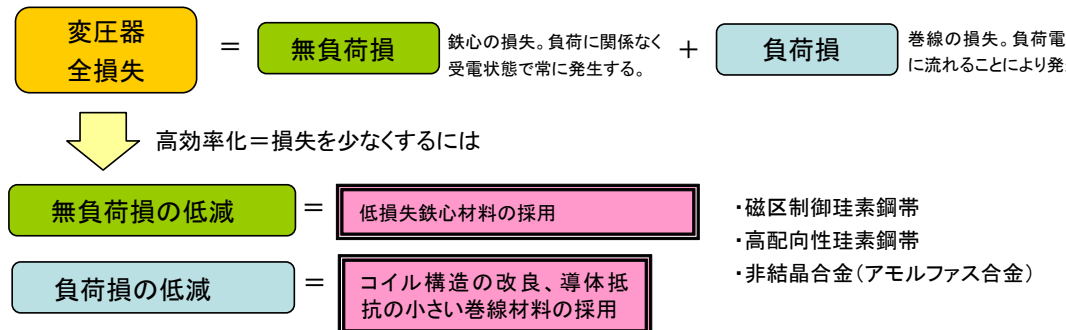 変圧器
全損失
=
無負荷損
鉄心の損失。負荷に関係なく
受電状態で常に発生する。
+
負荷損
巻線の損失。負荷電
に流れることにより発
高効率化=損失を少なくするには
無負荷損の低減
=
低損失鉄心材料の採用
・磁区制御珪素鋼帯
・高配向性珪素鋼帯
・非結晶合金(アモルファス合金)
負荷損の低減
=
コイル構造の改良、導体抵
抗の小さい巻線材料の採用